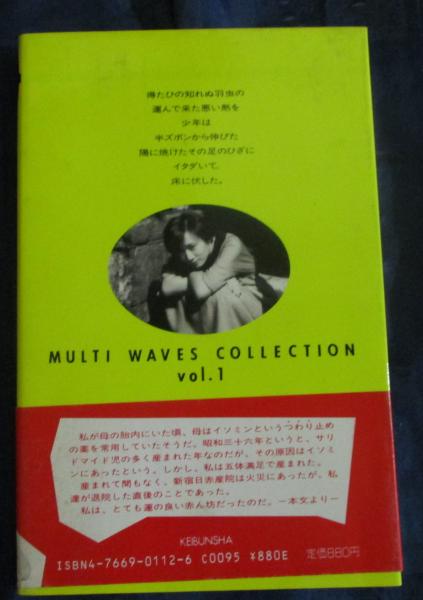 得たひの知れぬ羽虫の
運んで来た悪い熱を
少年は
半ズボンから伸びた
陽に焼けたその足のひざに
イタダいて、
床に伏した。
MULTI WAVES COLLECTION
vol.1
私が母の胎内にいた頃、母はイソミンというつわり止め
の薬を常用していたそうだ。昭和三十六年というと、サリ
ドマイド児の多く産まれた年なのだが、その原因はイソミ
ンにあったという。しかし、私は五体満足で産まれた。
産まれて間もなく、新宿日赤産院は火災にあったが、私
達が退院した直後のことであった。
私は、とても運の良い赤ん坊だったのだ。―本文より―
KEIBUNSHA
ISBN4-7669-0112-6 C0095 ¥880E 定価880円